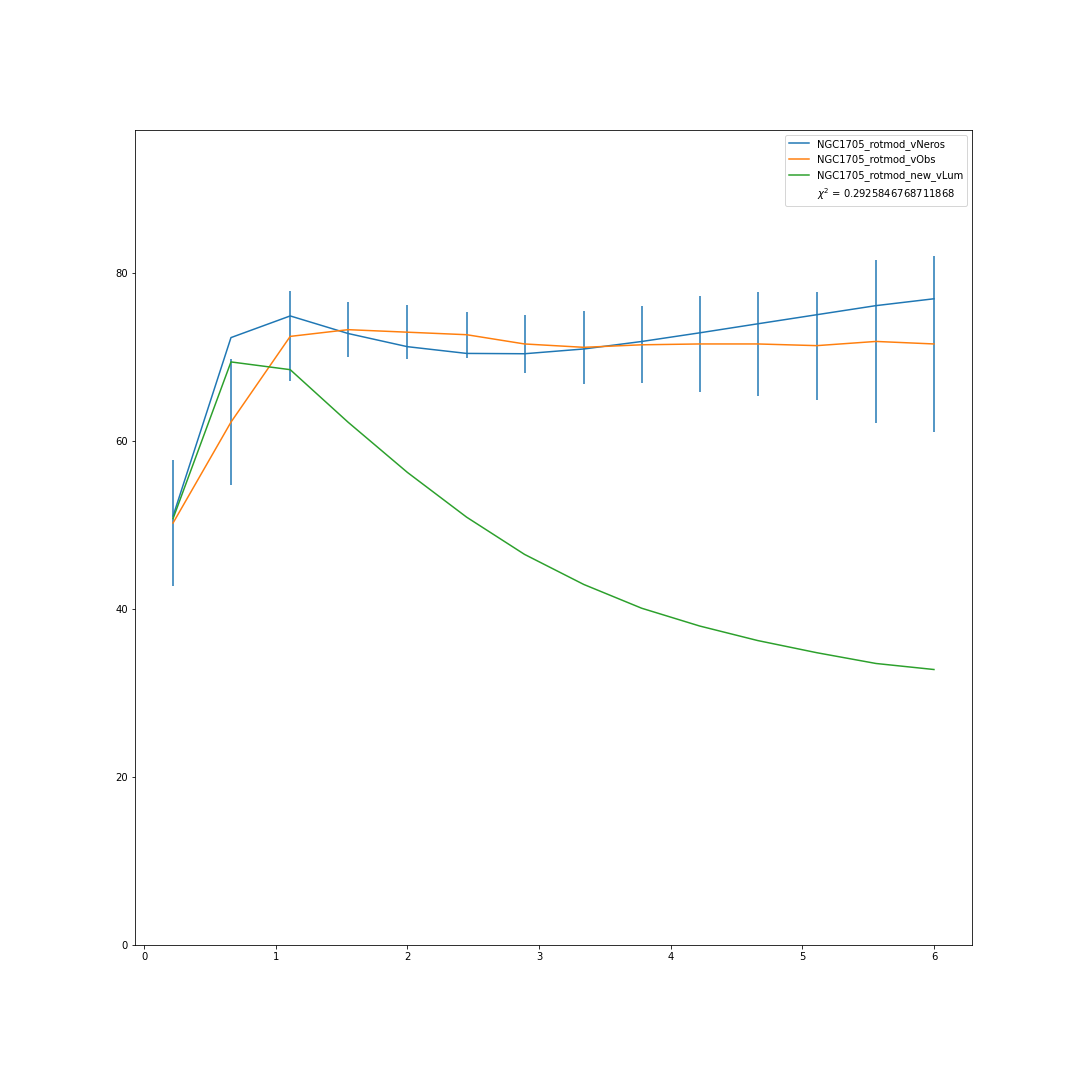 NGC1705_rotmod_vNeros
NGC1705_rotmod_vObs
NGC1705_rotmod_new_vLum
χ² = 0.2925846768711868
80
60
40
20
0
0 1 2 3 4 5 6